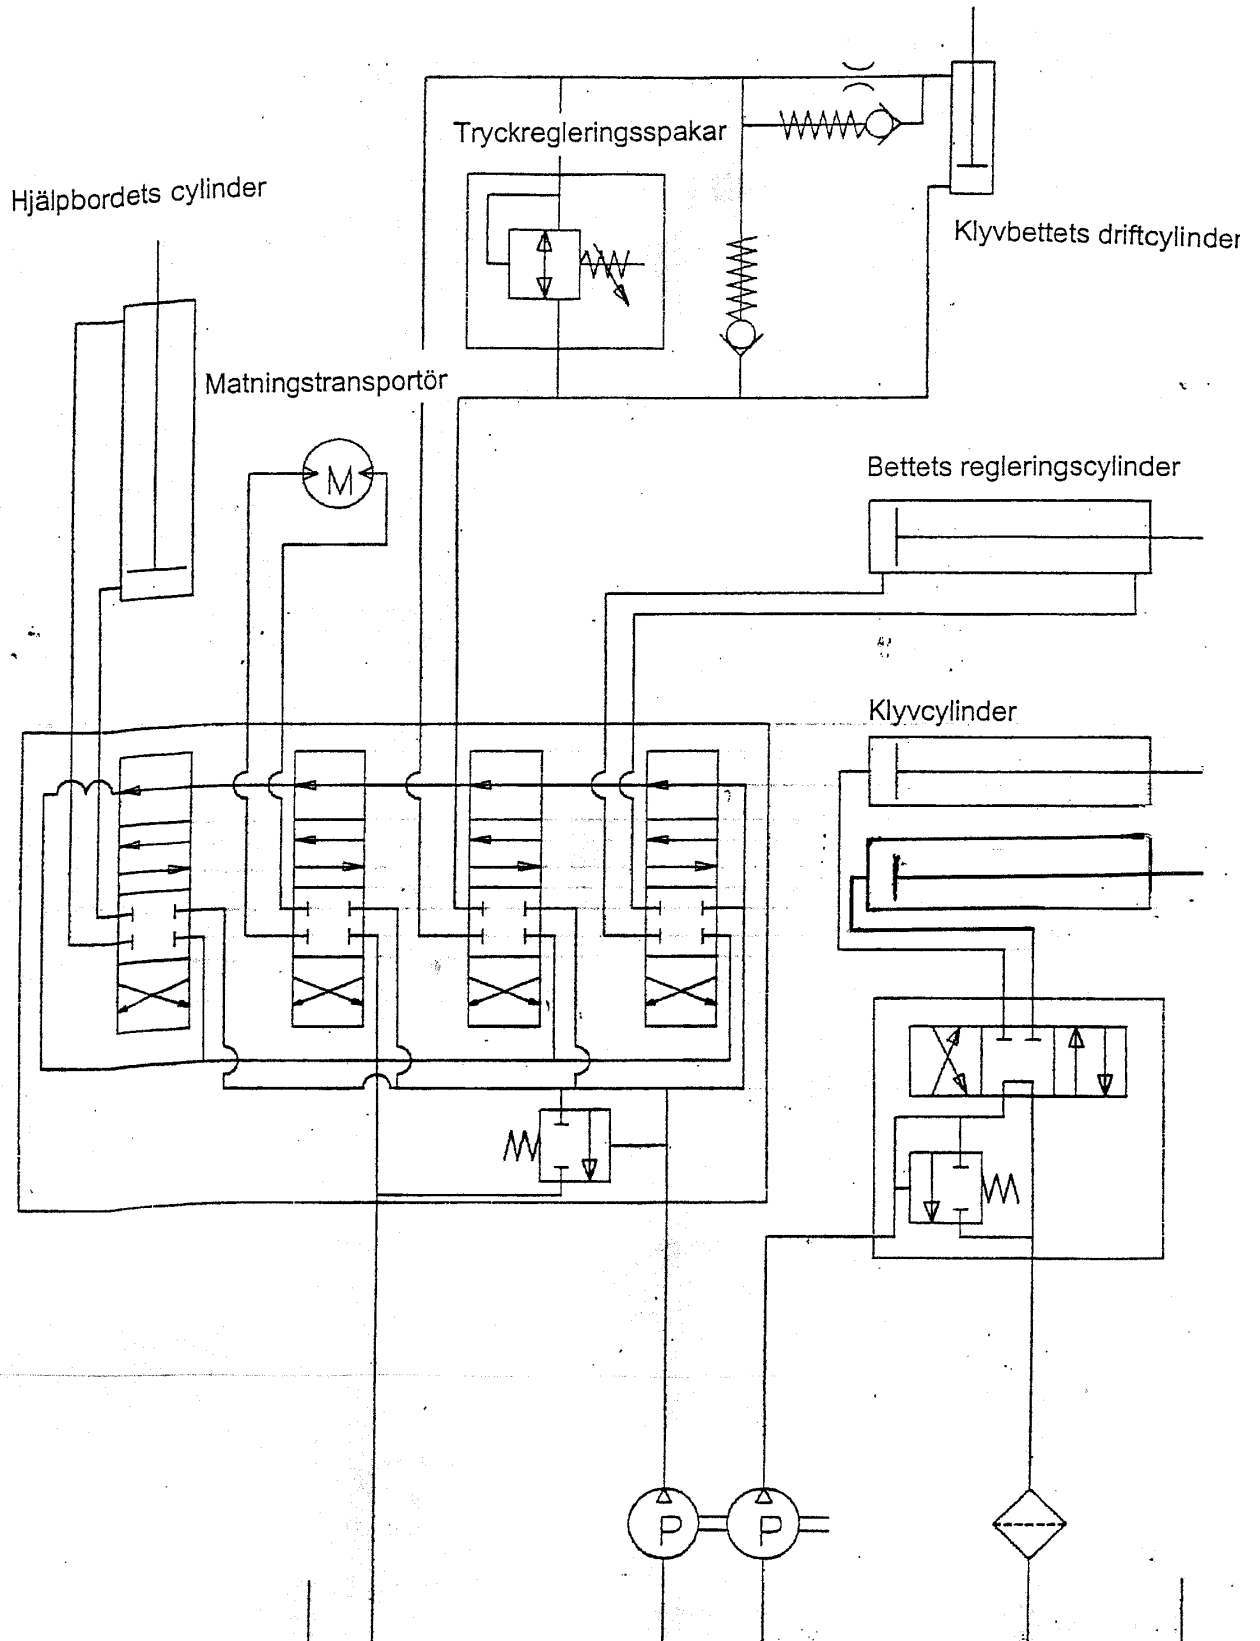 Tryckregleringsspakar
Hjälpbordets cylinder
Klyvbettets driftcylinder
Matningstransportör
M
Bettets regleringscylinder
Klyvcylinder
P
P